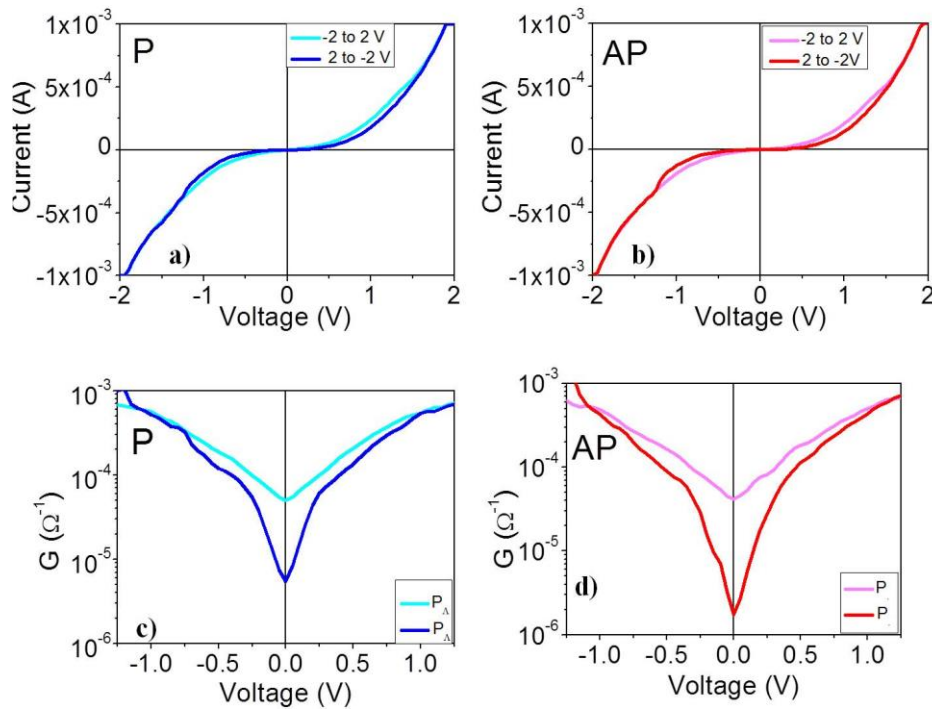 P
-2 to 2 V
2 to -2 V
Current (A)
1x10⁻³
5x10⁻⁴
0
-5x10⁻⁴
-1x10⁻³
a)
-2 -1 0 1 2
Voltage (V)
AP
-2 to 2 V
2 to -2V
Current (A)
1x10⁻³
5x10⁻⁴
0
-5x10⁻⁴
-1x10⁻³
b)
-2 -1 0 1 2
Voltage (V)
P
G (Ω⁻¹)
10⁻³
10⁻⁴
10⁻⁵
10⁻⁶
c)
P
P
-1.0 -0.5 0.0 0.5 1.0
Voltage (V)
AP
G (Ω⁻¹)
10⁻³
10⁻⁴
10⁻⁵
10⁻⁶
d)
P
P
-1.0 -0.5 0.0 0.5 1.0
Voltage (V)